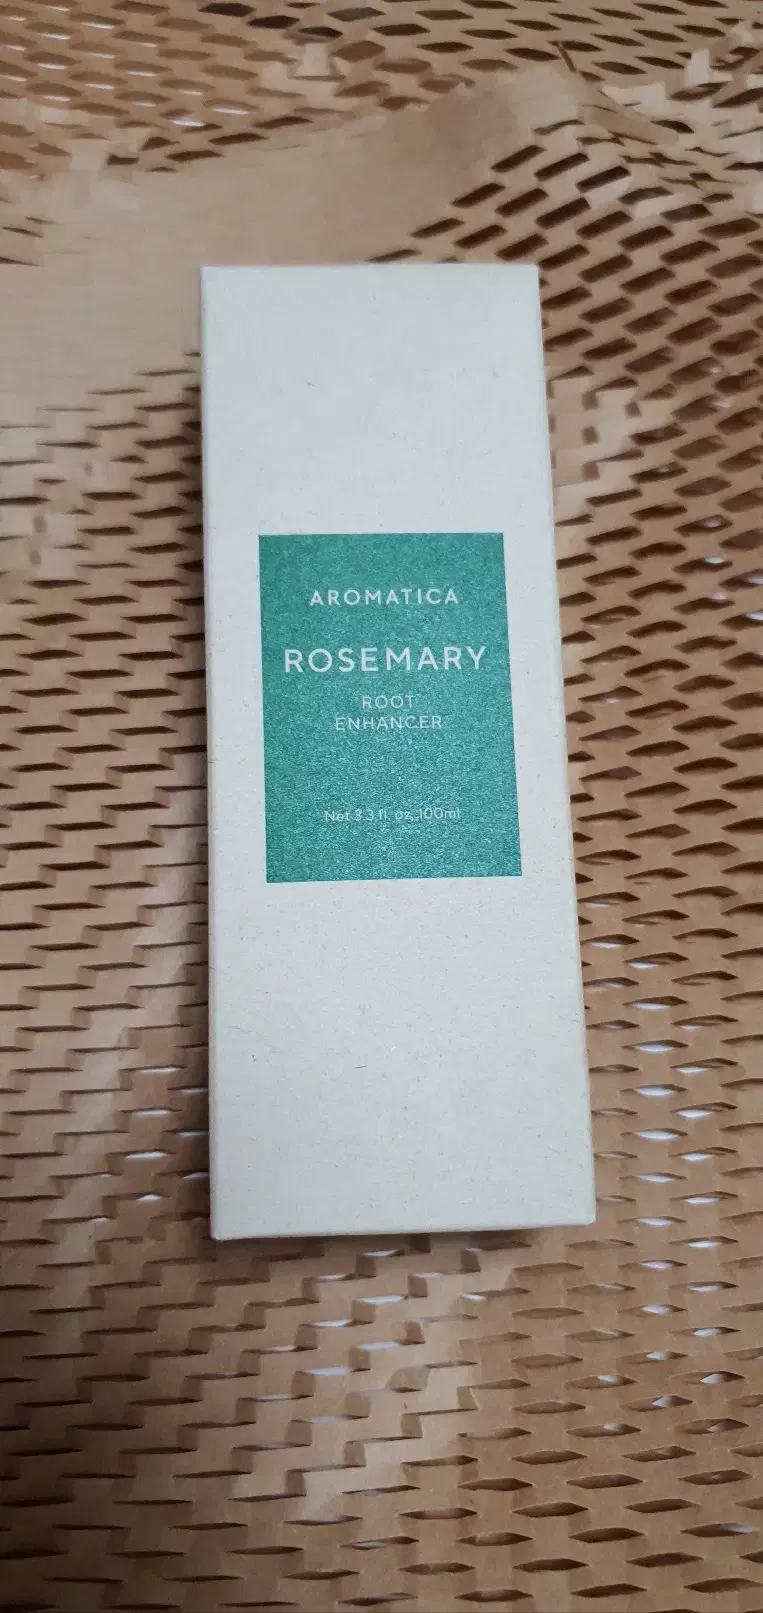 AROMATICA
ROSEMARY
ROOT
ENHANCER
Net 3.3 fl. oz. 100ml